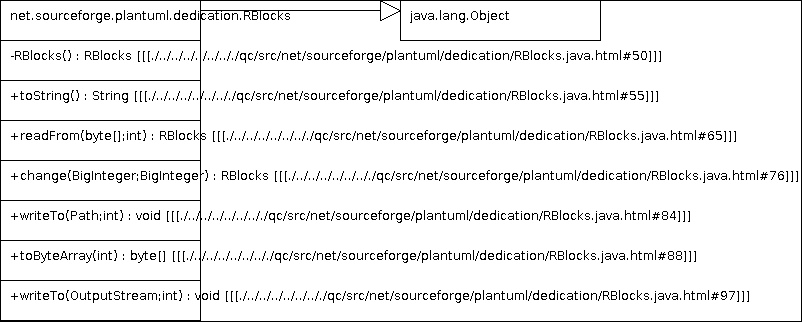 net.sourceforge.plantuml.dedication.RBlocks
java.lang.Object
-RBlocks() : RBlocks [[[./../../../../../../../qc/src/net/sourceforge/plantuml/dedication/RBlocks.java.html#50]]]
+toString() : String [[[./../../../../../../../qc/src/net/sourceforge/plantuml/dedication/RBlocks.java.html#55]]]
+readFrom(byte[];int) : RBlocks [[[./../../../../../../../qc/src/net/sourceforge/plantuml/dedication/RBlocks.java.html#65]]]
+change(BigInteger;BigInteger) : RBlocks [[[./../../../../../../../qc/src/net/sourceforge/plantuml/dedication/RBlocks.java.html#76]]]
+writeTo(Path;int) : void [[[./../../../../../../../qc/src/net/sourceforge/plantuml/dedication/RBlocks.java.html#84]]]
+toByteArray(int) : byte[] [[[./../../../../../../../qc/src/net/sourceforge/plantuml/dedication/RBlocks.java.html#88]]]
+writeTo(OutputStream;int) : void [[[./../../../../../../../qc/src/net/sourceforge/plantuml/dedication/RBlocks.java.html#97]]]